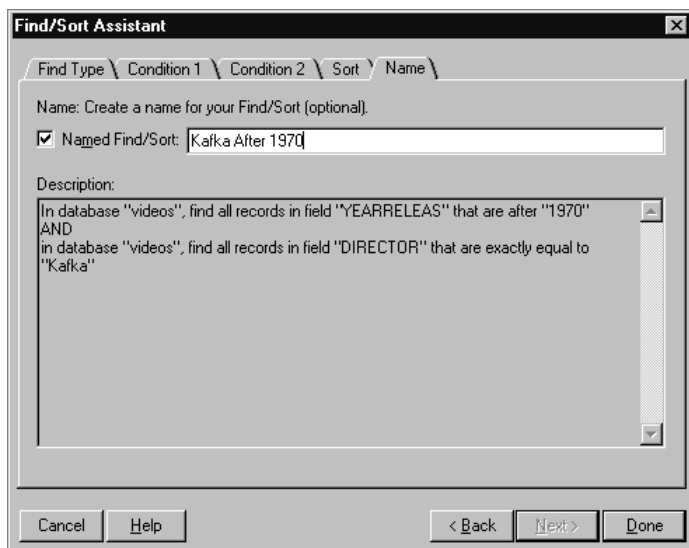 Find/Sort Assistant
Find Type Condition 1 Condition 2 Sort Name
Name: Create a name for your Find/Sort (optional).
Named Find/Sort: Kafka After 1970
Description:
In database "videos", find all records in field "YEARRELEAS" that are after "1970"
AND
in database "videos", find all records in field "DIRECTOR" that are exactly equal to
"Kafka"
Cancel Help < Back Next > Done